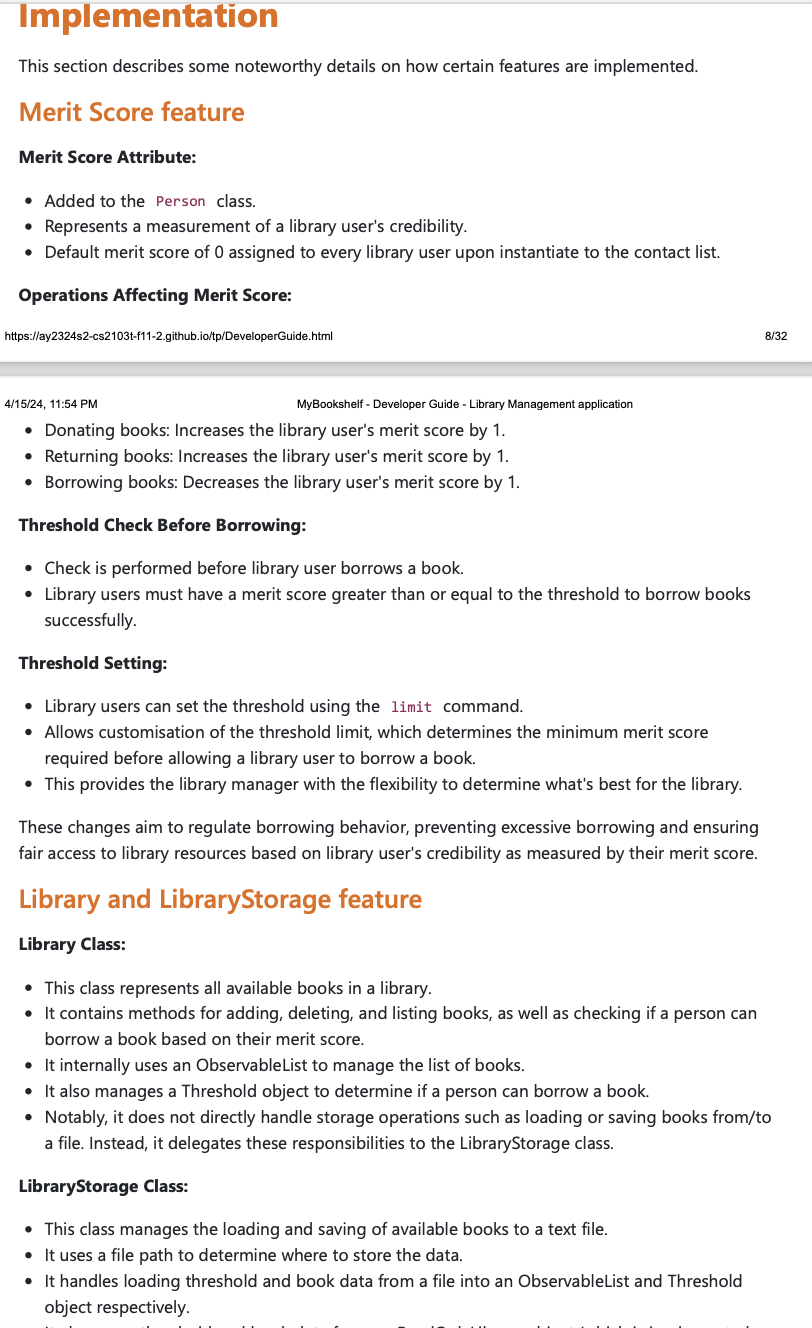 Implementation
This section describes some noteworthy details on how certain features are implemented.
Merit Score feature
Merit Score Attribute:
• Added to the Person class.
• Represents a measurement of a library user's credibility.
• Default merit score of 0 assigned to every library user upon instantiate to the contact list.
Operations Affecting Merit Score:
https://ay2324s2-cs2103t-f11-2.github.io/tp/DeveloperGuide.html 8/32
4/15/24, 11:54 PM MyBookshelf - Developer Guide - Library Management application
• Donating books: Increases the library user's merit score by 1.
• Returning books: Increases the library user's merit score by 1.
• Borrowing books: Decreases the library user's merit score by 1.
Threshold Check Before Borrowing:
• Check is performed before library user borrows a book.
• Library users must have a merit score greater than or equal to the threshold to borrow books
successfully.
Threshold Setting:
• Library users can set the threshold using the limit command.
• Allows customisation of the threshold limit, which determines the minimum merit score
required before allowing a library user to borrow a book.
• This provides the library manager with the flexibility to determine what's best for the library.
These changes aim to regulate borrowing behavior, preventing excessive borrowing and ensuring
fair access to library resources based on library user's credibility as measured by their merit score.
Library and LibraryStorage feature
Library Class:
• This class represents all available books in a library.
• It contains methods for adding, deleting, and listing books, as well as checking if a person can
borrow a book based on their merit score.
• It internally uses an ObservableList to manage the list of books.
• It also manages a Threshold object to determine if a person can borrow a book.
• Notably, it does not directly handle storage operations such as loading or saving books from/to
a file. Instead, it delegates these responsibilities to the LibraryStorage class.
LibraryStorage Class:
• This class manages the loading and saving of available books to a text file.
• It uses a file path to determine where to store the data.
• It handles loading threshold and book data from a file into an ObservableList and Threshold
object respectively.